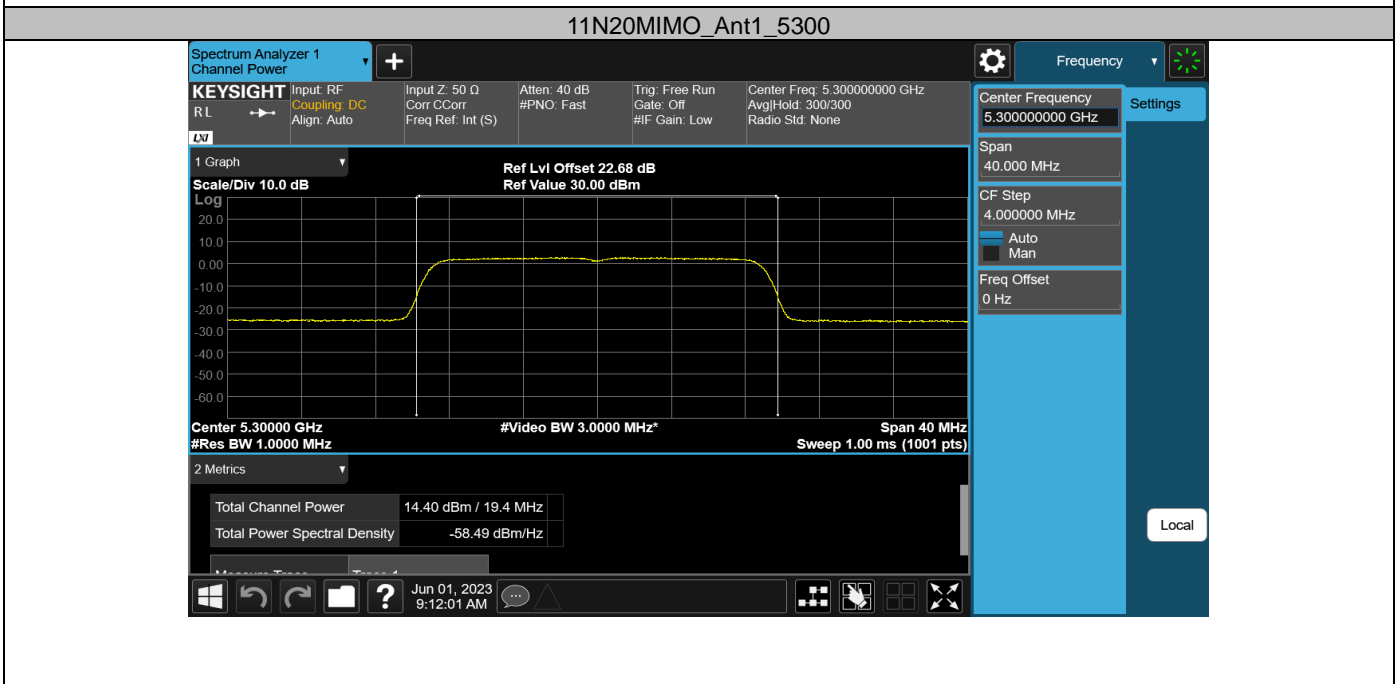 11N20MIMO_Ant1_5300
Spectrum Analyzer 1
Channel Power
Frequency
KEYSIGHT
R L
LXI
Input: RF
Coupling: DC
Align: Auto
Input Z: 50 Ω
Corr CCorr
Freq Ref: Int (S)
Atten: 40 dB
#PNO: Fast
Trig: Free Run
Gate: Off
#IF Gain: Low
Center Freq: 5.300000000 GHz
Avg|Hold: 300/300
Radio Std: None
Center Frequency
5.300000000 GHz
Settings
Span
40.000 MHz
CF Step
4.000000 MHz
Auto
Man
Freq Offset
0 Hz
Local
1 Graph
Scale/Div 10.0 dB
Ref Lvl Offset 22.68 dB
Ref Value 30.00 dBm
Log
20.0
10.0
0.00
-10.0
-20.0
-30.0
-40.0
-50.0
-60.0
Center 5.30000 GHz
#Video BW 3.0000 MHz*
Span 40 MHz
#Res BW 1.0000 MHz
Sweep 1.00 ms (1001 pts)
2 Metrics
Total Channel Power 14.40 dBm / 19.4 MHz
Total Power Spectral Density -58.49 dBm/Hz
Measure Trace Trace 1
?
Jun 01, 2023
9:12:01 AM